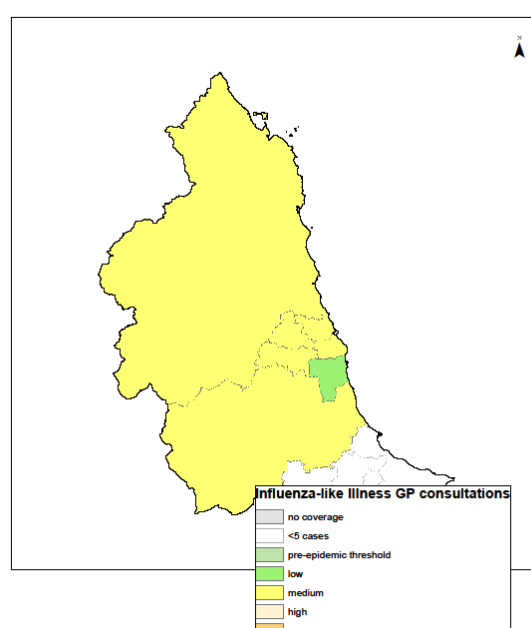 Influenza-like Illness GP consultations
no coverage
<5 cases
pre-epidemic threshold
low
medium
high